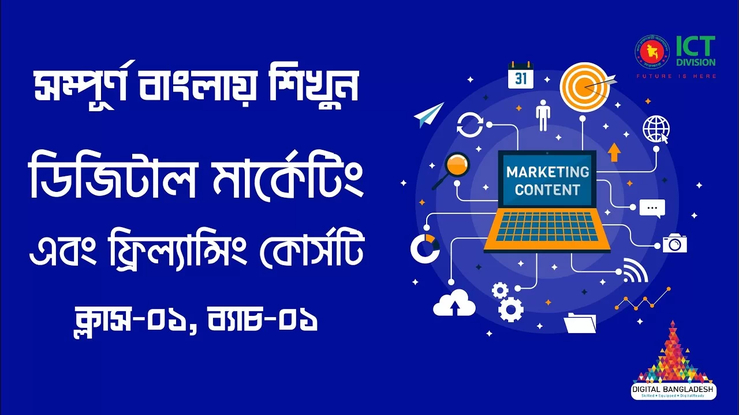 সম্পূর্ণ বাংলায় শিখুন
ডিজিটাল মার্কেটিং
এবং ফ্রিল্যান্সিং কোর্সটি
ক্লাস-০১, ব্যাচ-০১
31
MARKETING
CONTENT
ICT
DIVISION
FUTURE IS HERE
DIGITAL BANGLADESH